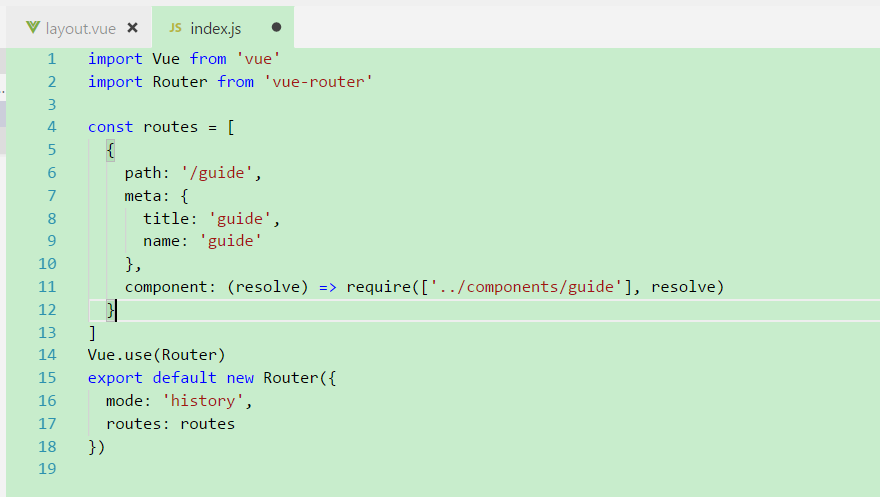 layout.vue × JS index.js ●
1 import Vue from 'vue'
2 import Router from 'vue-router'
3
4 const routes = [
5   {
6     path: '/guide',
7     meta: {
8       title: 'guide',
9       name: 'guide'
10     },
11     component: (resolve) => require(['../components/guide'], resolve)
12   }
13 ]
14 Vue.use(Router)
15 export default new Router({
16   mode: 'history',
17   routes: routes
18 })
19